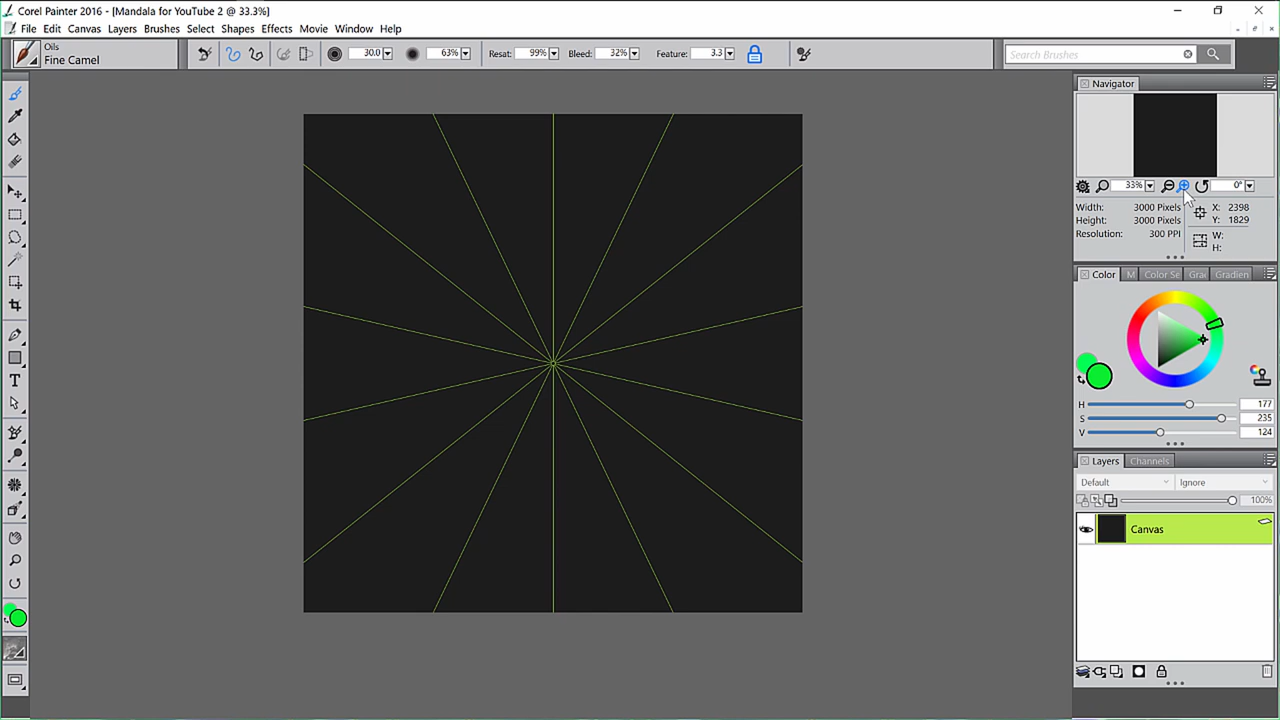 Corel Painter 2016 - [Mandala for YouTube 2 @ 33.3%]
File Edit Canvas Layers Brushes Select Shapes Effects Movie Window Help
Oils
Fine Camel
30.0 63% Resat: 99% Bleed: 32% Feature: 3.3
Search Brushes
Navigator
33% 0°
Width: 3000 Pixels X: 2398
Height: 3000 Pixels Y: 1829
Resolution: 300 PPI W:
H:
Color M Color Se Gra Gradien
H 177
S 235
V 124
Layers Channels
Default Ignore
100%
Canvas